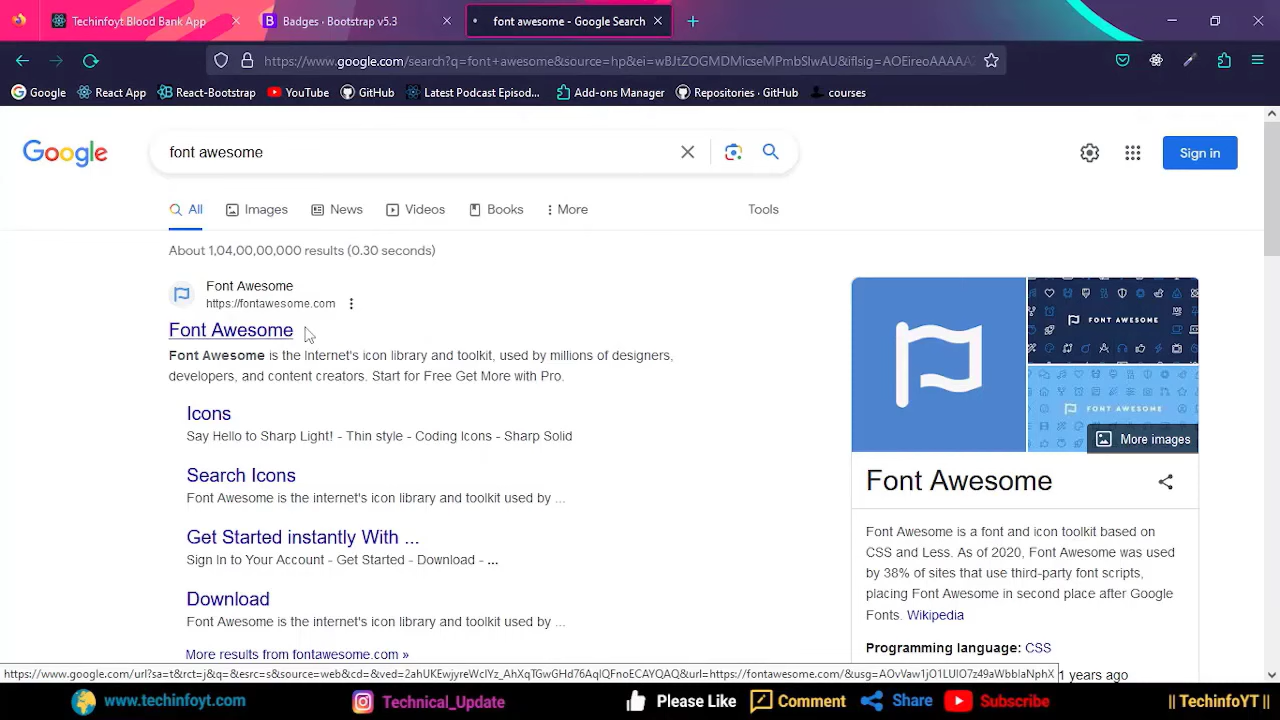 Techinfoyt Blood Bank App
Badges · Bootstrap v5.3
font awesome - Google Search
https://www.google.com/search?q=font+awesome&source=hp&ei=wBJtZOGMDMicseMPmbSlwAU&iflsig=AOEireoAAAAAZ
Google
React App
React-Bootstrap
YouTube
GitHub
Latest Podcast Episod...
Add-ons Manager
Repositories · GitHub
courses
Google
font awesome
Sign in
All
Images
News
Videos
Books
More
Tools
About 1,04,00,00,000 results (0.30 seconds)
Font Awesome
https://fontawesome.com
Font Awesome
Font Awesome is the Internet's icon library and toolkit, used by millions of designers,
developers, and content creators. Start for Free Get More with Pro.
Icons
Say Hello to Sharp Light! - Thin style - Coding Icons - Sharp Solid
Search Icons
Font Awesome is the internet's icon library and toolkit used by ...
Get Started instantly With ...
Sign In to Your Account - Get Started - Download - ...
Download
Font Awesome is the internet's icon library and toolkit used by ...
More results from fontawesome.com »
FONT AWESOME
FONT AWESOME
More images
Font Awesome
Font Awesome is a font and icon toolkit based on
CSS and Less. As of 2020, Font Awesome was used
by 38% of sites that use third-party font scripts,
placing Font Awesome in second place after Google
Fonts. Wikipedia
Programming language: CSS
1 years ago
www.techinfoyt.com
Technical_Update
Please Like
Comment
Share
Subscribe
|| TechinfoYT ||